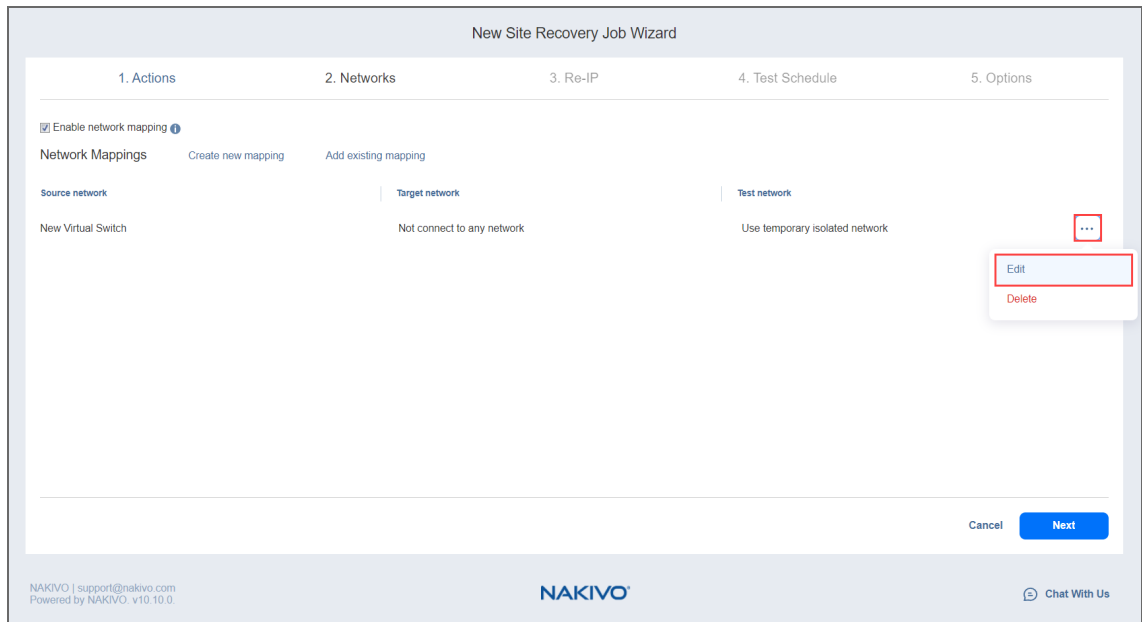 New Site Recovery Job Wizard
1. Actions
2. Networks
3. Re-IP
4. Test Schedule
5. Options
Enable network mapping
Network Mappings
Create new mapping
Add existing mapping
Source network
Target network
Test network
New Virtual Switch
Not connect to any network
Use temporary isolated network
...
Edit
Delete
Cancel
Next
NAKIVO | support@nakivo.com
Powered by NAKIVO. v10.10.0.
NAKIVO®
Chat With Us